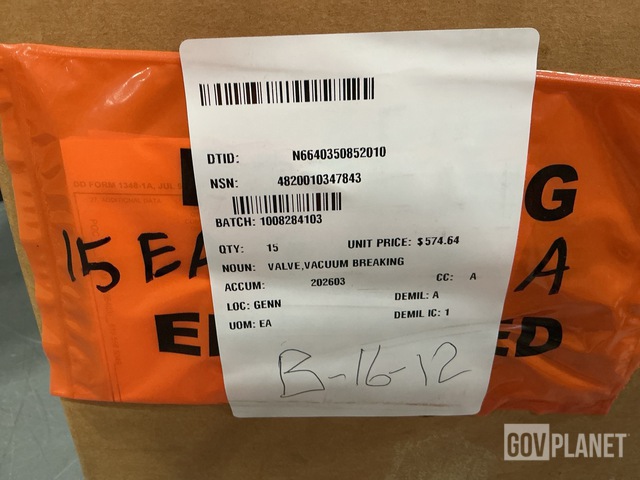 DTID: N6640350852010
NSN: 4820010347843
BATCH: 1008284103
QTY: 15 UNIT PRICE: $574.64
NOUN: VALVE,VACUUM BREAKING
ACCUM: 202603 CC: A
LOC: GENN DEMIL: A
UOM: EA DEMIL IC: 1
B-16-12
DD FORM 1348-1A, JUL
G
15 EA A
ED
GOVPLANET